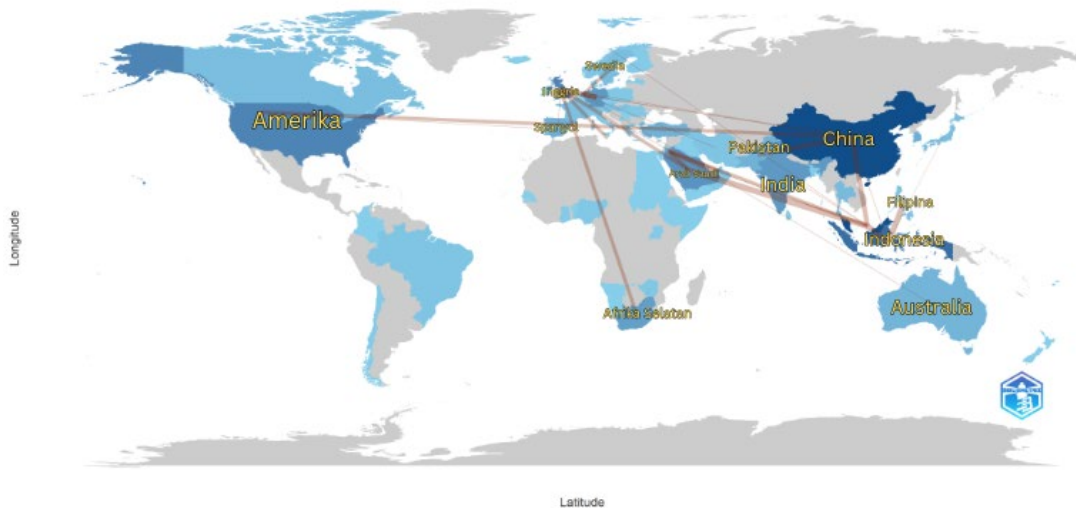 Swedia
Inggris
Amerika
Spanyol
China
Pakistan
Arab Saudi
India
Filipina
Indonesia
Australia
Afrika Selatan
Longitude
Latitude